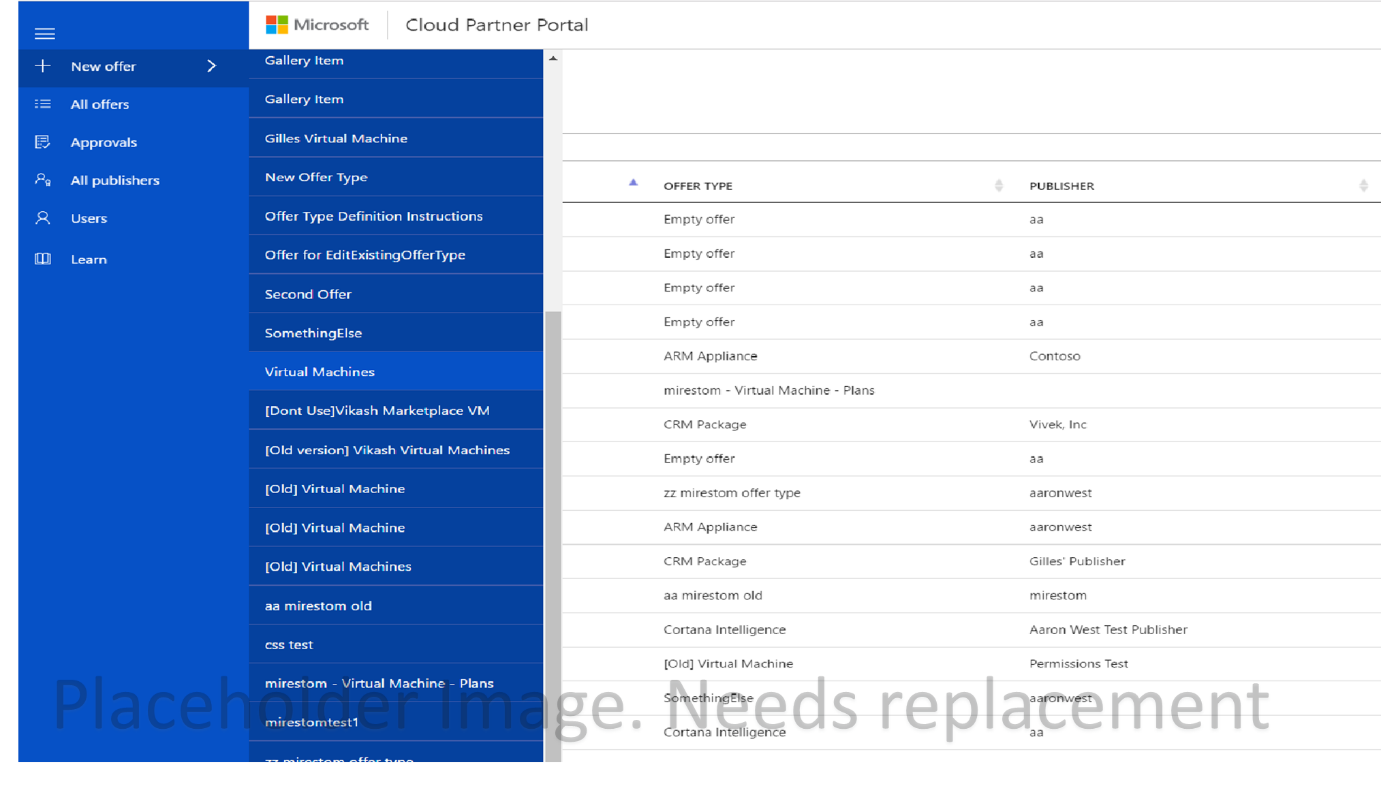 Microsoft
Cloud Partner Portal
New offer
All offers
Approvals
All publishers
Users
Learn
Gallery Item
Gallery Item
Gilles Virtual Machine
New Offer Type
Offer Type Definition Instructions
Offer for EditExistingOfferType
Second Offer
SomethingElse
Virtual Machines
[Dont Use]Vikash Marketplace VM
[Old version] Vikash Virtual Machines
[Old] Virtual Machine
[Old] Virtual Machine
[Old] Virtual Machines
aa mirestom old
css test
mirestom - Virtual Machine - Plans
mirestomtest1
zz mirestom offer type
OFFER TYPE PUBLISHER
Empty offer aa
Empty offer aa
Empty offer aa
Empty offer aa
ARM Appliance Contoso
mirestom - Virtual Machine - Plans
CRM Package Vivek, Inc
Empty offer aa
zz mirestom offer type aaronwest
ARM Appliance aaronwest
CRM Package Gilles' Publisher
aa mirestom old mirestom
Cortana Intelligence Aaron West Test Publisher
[Old] Virtual Machine Permissions Test
SomethingElse aaronwest
Cortana Intelligence aa
Placeholder Image. Needs replacement